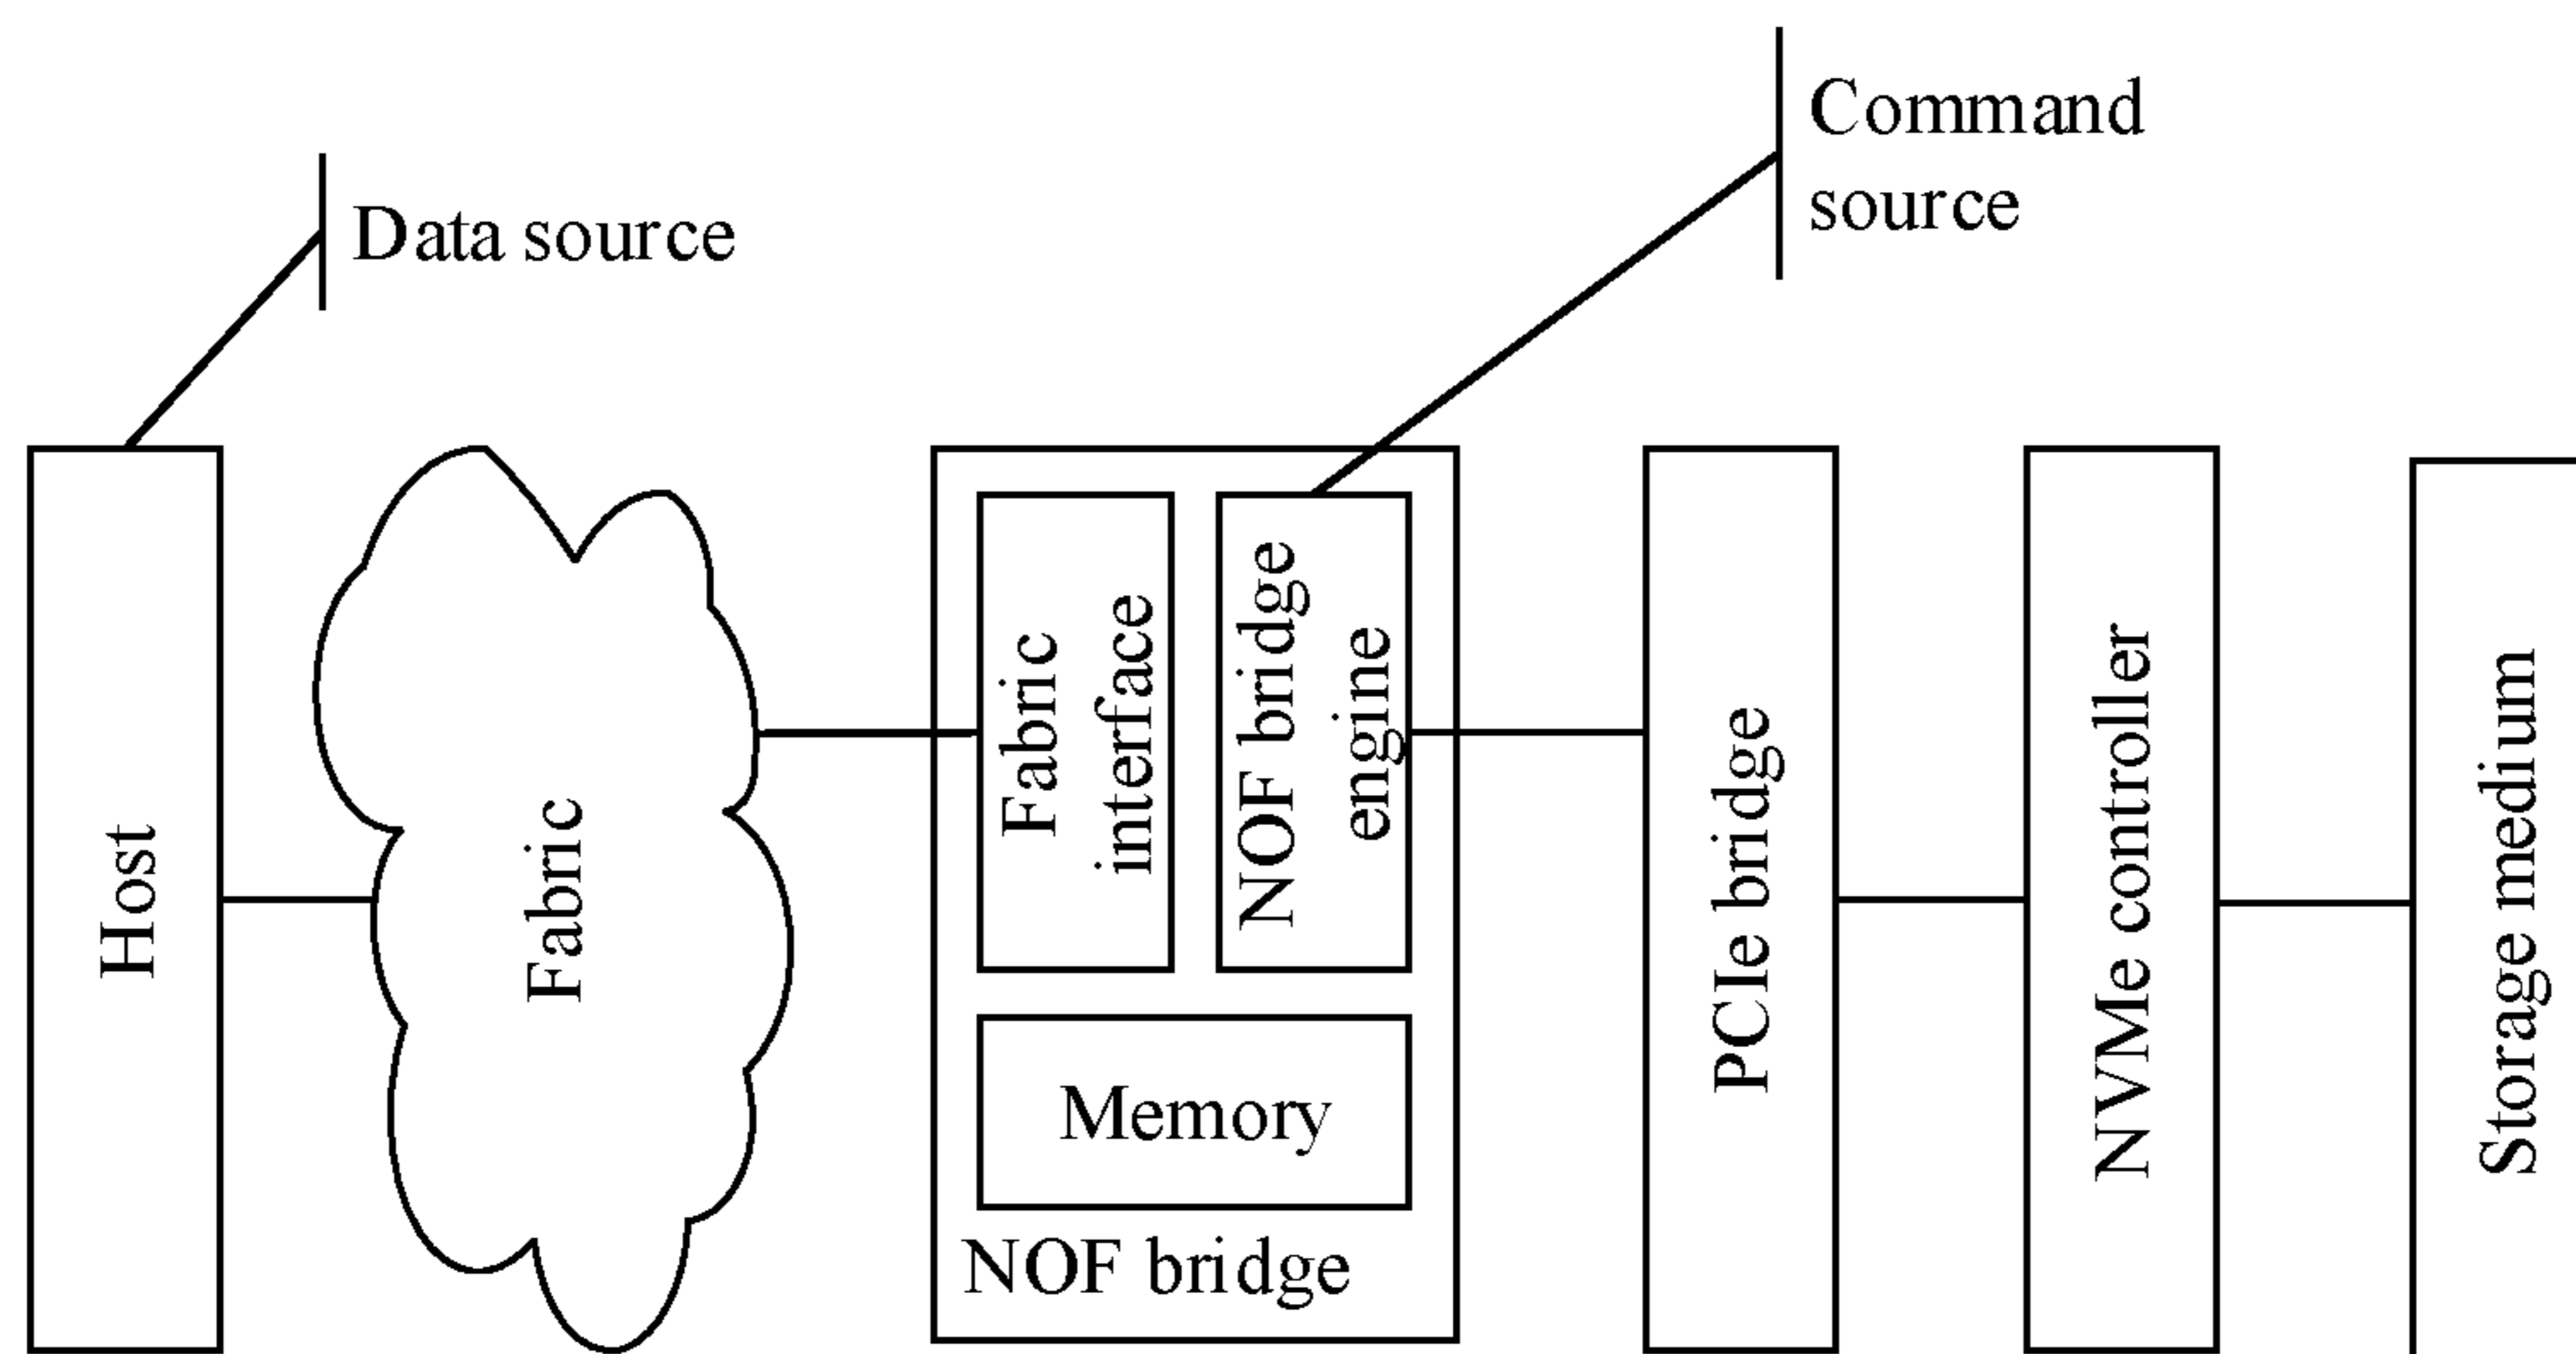 Command
source
Data source
Host
Fabric
Fabric
interface
NOF bridge
engine
Memory
NOF bridge
PCIe bridge
NVMe controller
Storage medium